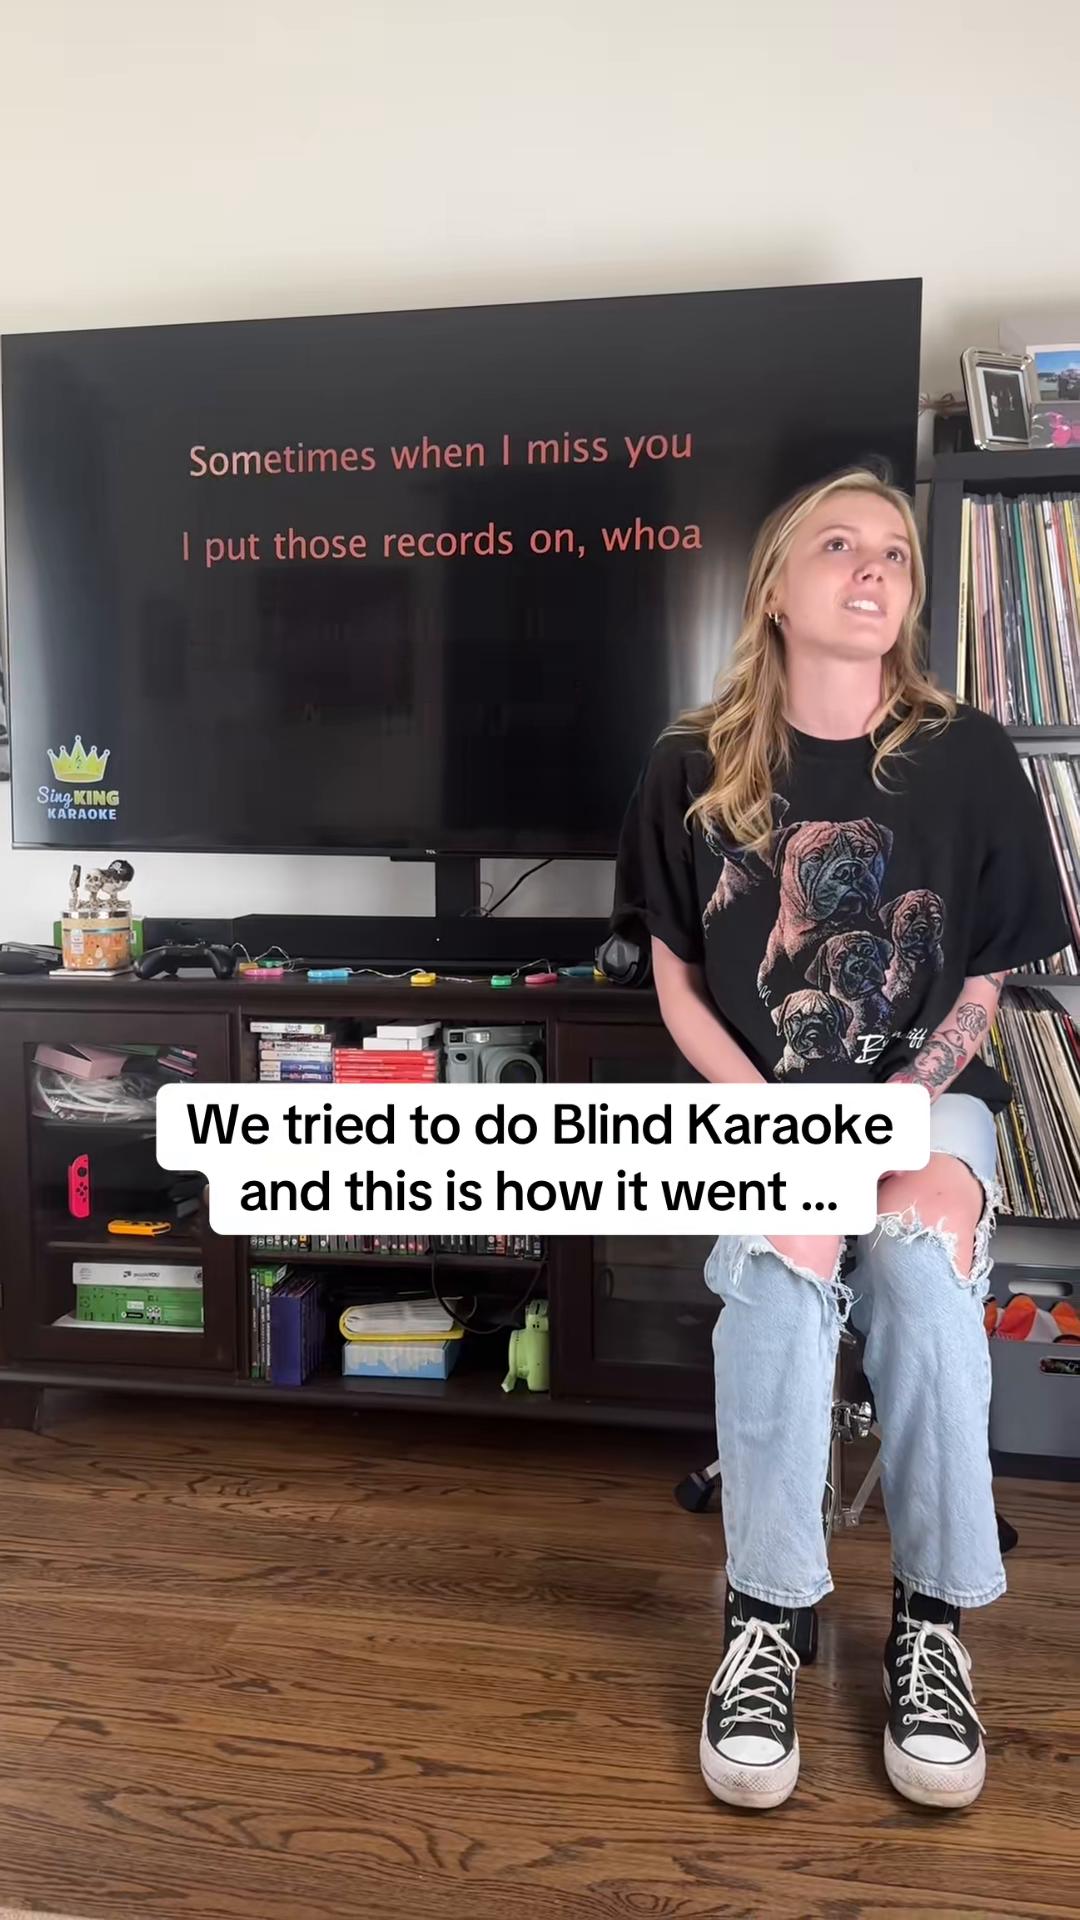 Sometimes when I miss you
I put those records on, whoa
Sing KING
KARAOKE
TCL
We tried to do Blind Karaoke
and this is how it went ...